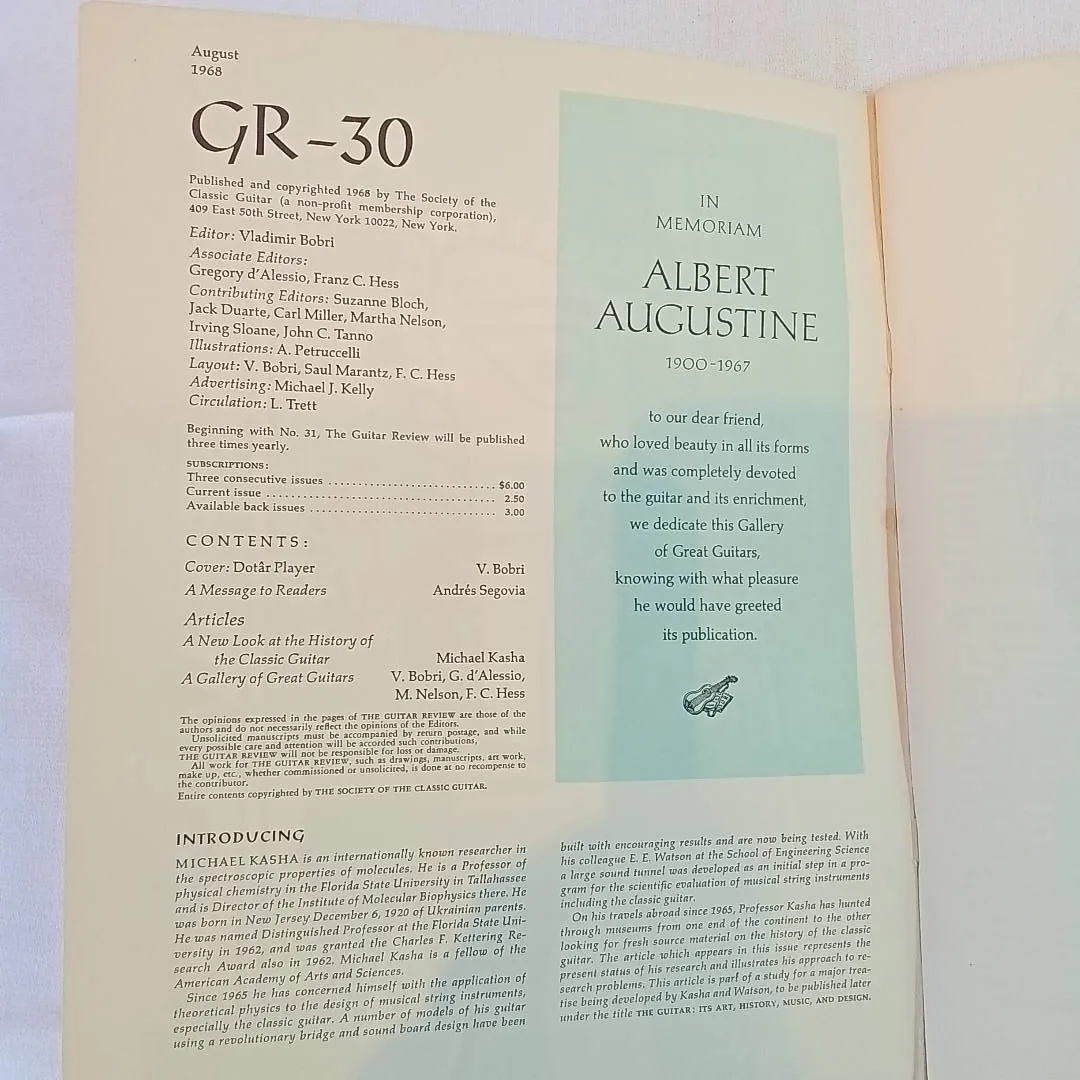 August
1968
GR-30
Published and copyrighted 1968 by The Society of the
Classic Guitar (a non-profit membership corporation),
409 East 50th Street, New York 10022, New York.
Editor: Vladimir Bobri
Associate Editors:
Gregory d'Alessio, Franz C. Hess
Contributing Editors: Suzanne Bloch,
Jack Duarte, Carl Miller, Martha Nelson,
Irving Sloane, John C. Tanno
Illustrations: A. Petruccelli
Layout: V. Bobri, Saul Marantz, F. C. Hess
Advertising: Michael J. Kelly
Circulation: L. Trett
Beginning with No. 31, The Guitar Review will be published
three times yearly.
SUBSCRIPTIONS:
Three consecutive issues .......................... $6.00
Current issue .................................... 2.50
Available back issues ............................. 3.00
CONTENTS:
Cover: Dotâr Player V. Bobri
A Message to Readers Andrés Segovia
Articles
A New Look at the History of
the Classic Guitar Michael Kasha
A Gallery of Great Guitars V. Bobri, G. d'Alessio,
M. Nelson, F. C. Hess
The opinions expressed in the pages of THE GUITAR REVIEW are those of the
authors and do not necessarily reflect the opinions of the Editors.
Unsolicited manuscripts must be accompanied by return postage, and while
every possible care and attention will be accorded such contributions,
THE GUITAR REVIEW will not be responsible for loss or damage.
All work for THE GUITAR REVIEW, such as drawings, manuscripts, art work,
make up, etc., whether commissioned or unsolicited, is done at no recompense to
the contributor.
Entire contents copyrighted by THE SOCIETY OF THE CLASSIC GUITAR.
IN
MEMORIAM
ALBERT
AUGUSTINE
1900-1967
to our dear friend,
who loved beauty in all its forms
and was completely devoted
to the guitar and its enrichment,
we dedicate this Gallery
of Great Guitars,
knowing with what pleasure
he would have greeted
its publication.
INTRODUCING
MICHAEL KASHA is an internationally known researcher in
the spectroscopic properties of molecules. He is a Professor of
physical chemistry in the Florida State University in Tallahassee
and is Director of the Institute of Molecular Biophysics there. He
was born in New Jersey December 6, 1920 of Ukrainian parents.
He was named Distinguished Professor at the Florida State Uni-
versity in 1962, and was granted the Charles F. Kettering Re-
search Award also in 1962. Michael Kasha is a fellow of the
American Academy of Arts and Sciences.
Since 1965 he has concerned himself with the application of
theoretical physics to the design of musical string instruments,
especially the classic guitar. A number of models of his guitar
using a revolutionary bridge and sound board design have been
built with encouraging results and are now being tested. With
his colleague E. E. Watson at the School of Engineering Science
a large sound tunnel was developed as an initial step in a pro-
gram for the scientific evaluation of musical string instruments
including the classic guitar.
On his travels abroad since 1965, Professor Kasha has hunted
through museums from one end of the continent to the other
looking for fresh source material on the history of the classic
guitar. The article which appears in this issue represents the
present status of his research and illustrates his approach to re-
search problems. This article is part of a study for a major trea-
tise being developed by Kasha and Watson, to be published later
under the title THE GUITAR: ITS ART, HISTORY, MUSIC, AND DESIGN.